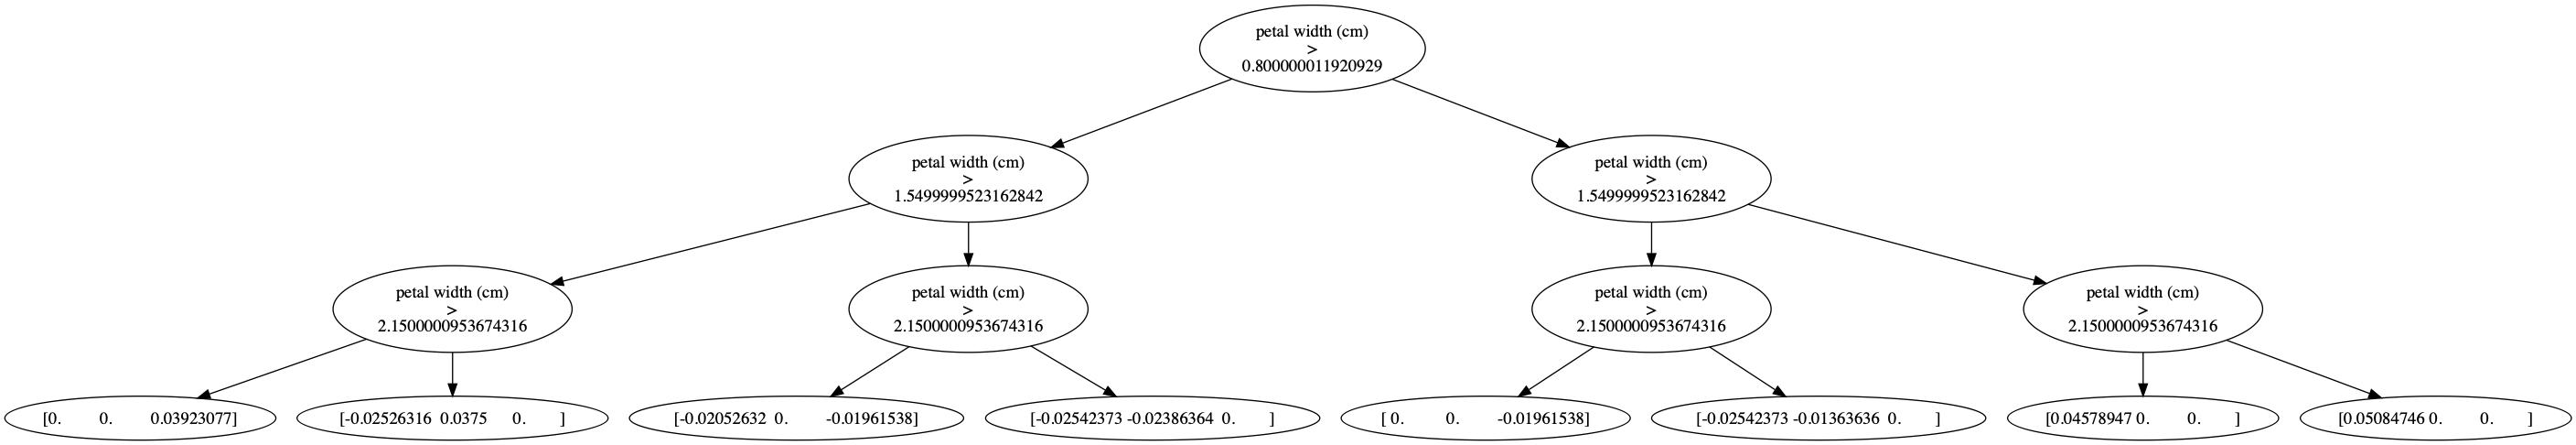 petal width (cm)
>
0.800000011920929
petal width (cm)
>
1.5499999523162842
petal width (cm)
>
1.5499999523162842
petal width (cm)
>
2.1500000953674316
petal width (cm)
>
2.1500000953674316
petal width (cm)
>
2.1500000953674316
petal width (cm)
>
2.1500000953674316
[0. 0. 0.03923077]
[-0.02526316 0.0375 0. ]
[-0.02052632 0. -0.01961538]
[-0.02542373 -0.02386364 0. ]
[ 0. 0. -0.01961538]
[-0.02542373 -0.01363636 0. ]
[0.04578947 0. 0. ]
[0.05084746 0. 0. ]